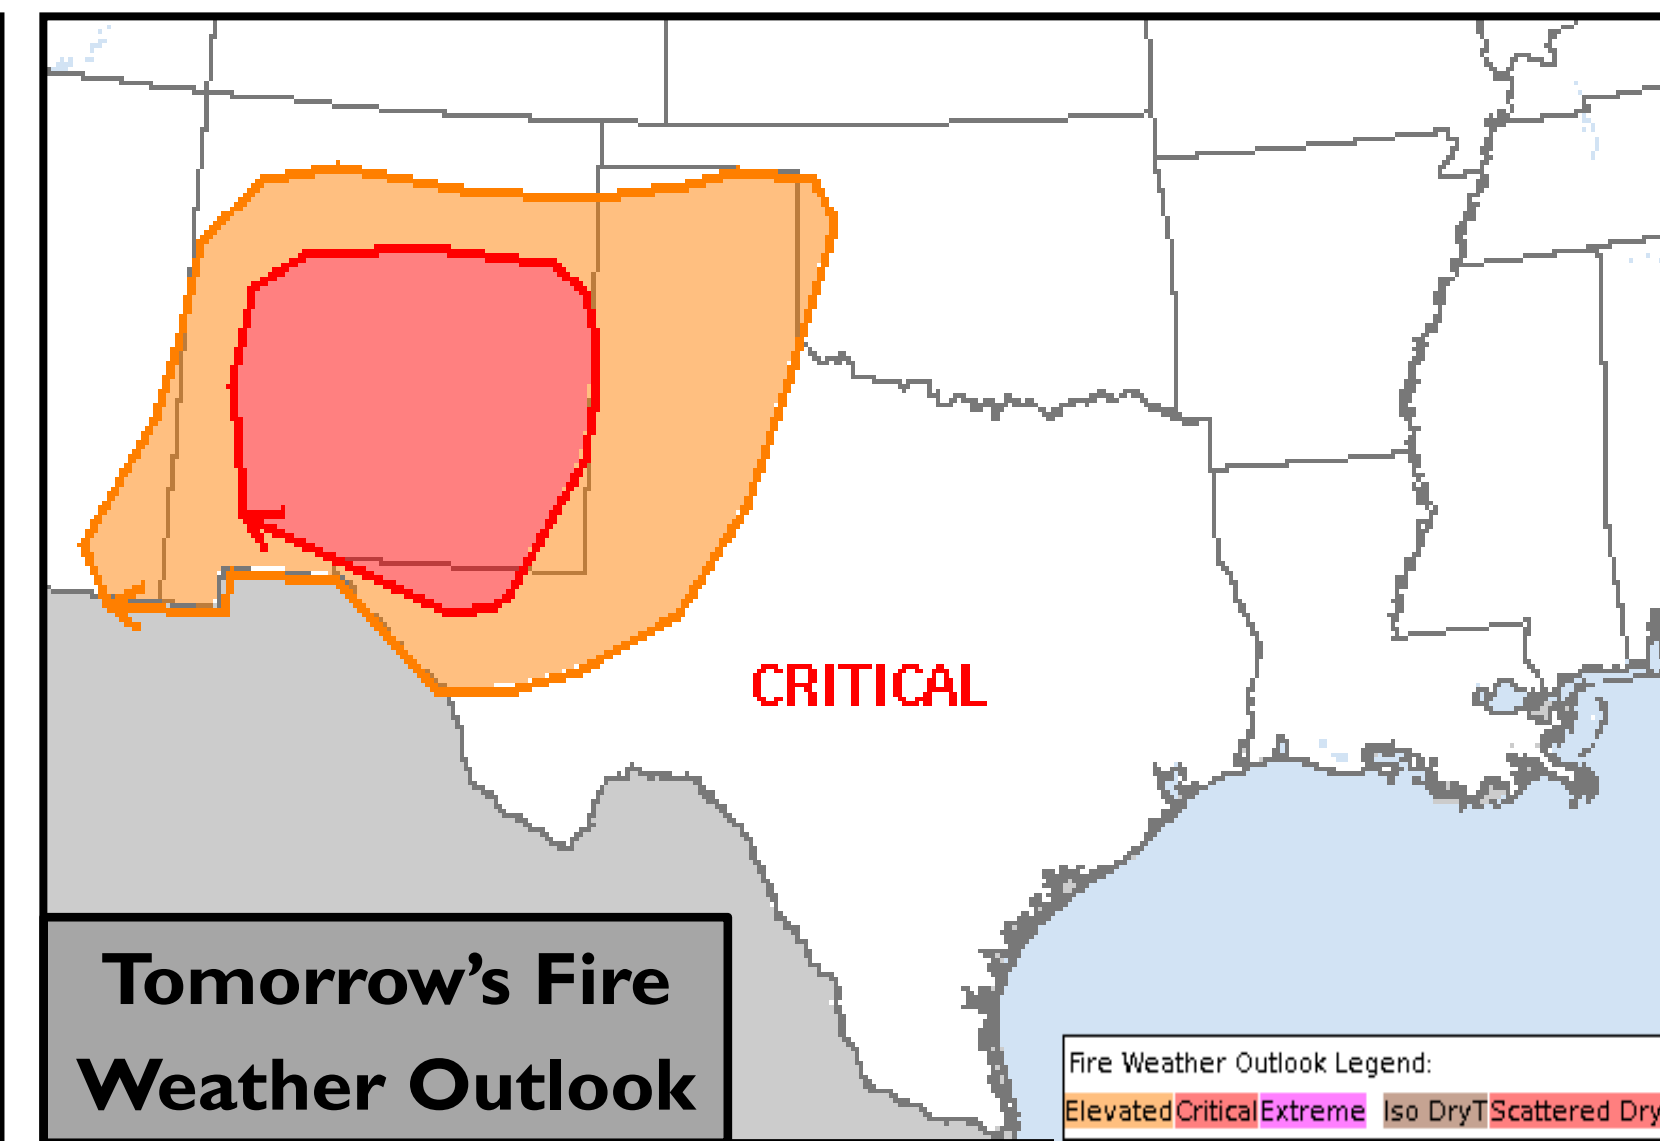 CRITICAL
Tomorrow's Fire
Weather Outlook
Fire Weather Outlook Legend:
Elevated Critical Extreme Iso DryT Scattered Dry